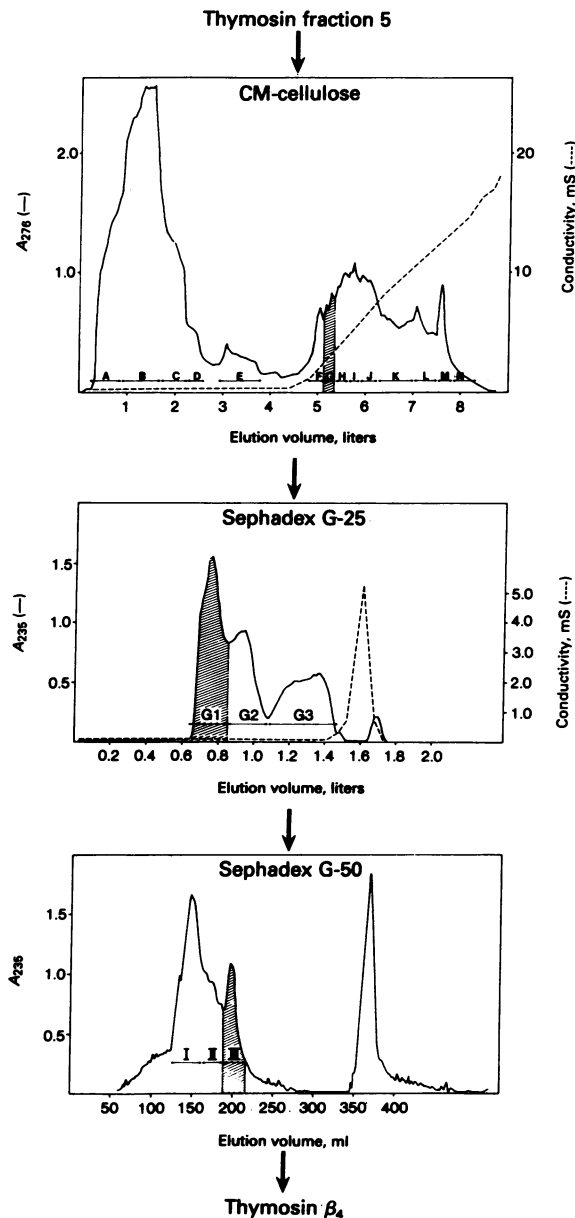 Thymosin fraction 5
CM-cellulose
A276 (—)
2.0
1.0
Conductivity, mS (----)
20
10
A B C D E F G H I J K L M N
1 2 3 4 5 6 7 8
Elution volume, liters
Sephadex G-25
A235 (—)
1.5
1.0
0.5
Conductivity, mS (----)
5.0
4.0
3.0
2.0
1.0
G1 G2 G3
0.2 0.4 0.6 0.8 1.0 1.2 1.4 1.6 1.8 2.0
Elution volume, liters
Sephadex G-50
A235
1.5
1.0
0.5
I II III
50 100 150 200 250 300 350 400
Elution volume, ml
Thymosin β4